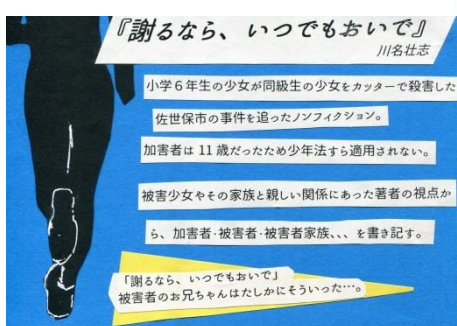 『謝るなら、いつでもおいで』
川名壮志
小学6年生の少女が同級生の少女をカッターで殺害した
佐世保市の事件を追ったノンフィクション。
加害者は 11 歳だったため少年法すら適用されない。
被害少女やその家族と親しい関係にあった著者の視点か
ら、加害者・被害者・被害者家族、、、を書き記す。
「謝るなら、いつでもおいで」
被害者のお兄ちゃんはたしかにそういった…。